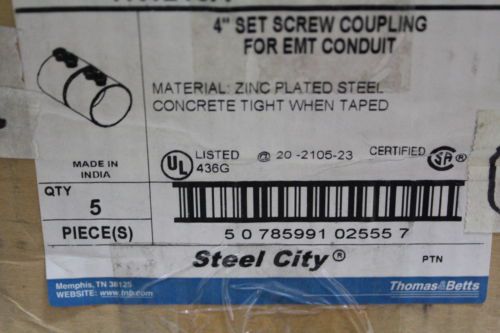 4" SET SCREW COUPLING
FOR EMT CONDUIT
MATERIAL: ZINC PLATED STEEL
CONCRETE TIGHT WHEN TAPED
MADE IN
INDIA
UL LISTED
436G
@ 20 -2105-23
CERTIFIED SA
QTY
5
PIECE(S)
5 0 785991 02555 7
Steel City®
PTN
Memphis, TN 38125
WEBSITE: www.tnb.com
Thomas&Betts